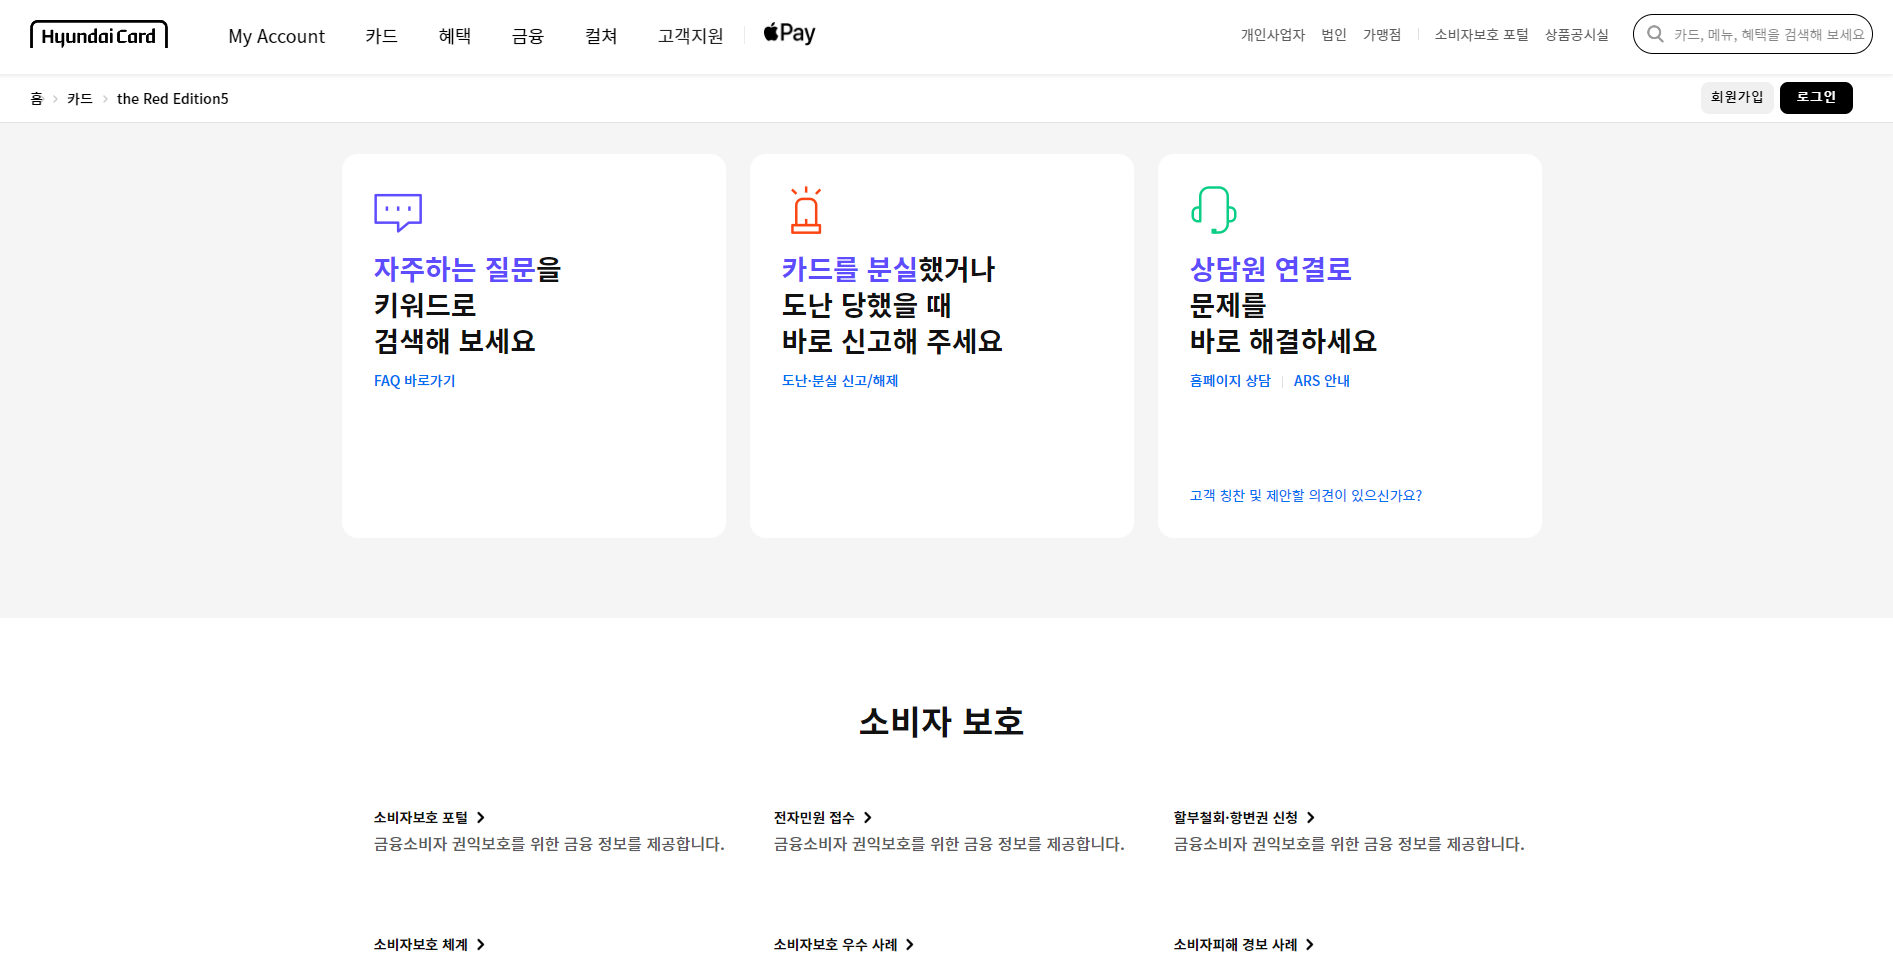 Hyundai Card
My Account 카드 혜택 금융 컬쳐 고객지원 Pay
개인사업자 법인 가맹점 소비자보호 포털 상품공시실
카드, 메뉴, 혜택을 검색해 보세요
홈 카드 the Red Edition5
회원가입 로그인
자주하는 질문을
키워드로
검색해 보세요
FAQ 바로가기
카드를 분실했거나
도난 당했을 때
바로 신고해 주세요
도난·분실 신고/해제
상담원 연결로
문제를
바로 해결하세요
홈페이지 상담 ARS 안내
고객 칭찬 및 제안할 의견이 있으신가요?
소비자 보호
소비자보호 포털
금융소비자 권익보호를 위한 금융 정보를 제공합니다.
전자민원 접수
금융소비자 권익보호를 위한 금융 정보를 제공합니다.
할부철회·항변권 신청
금융소비자 권익보호를 위한 금융 정보를 제공합니다.
소비자보호 체계
소비자보호 우수 사례
소비자피해 경보 사례